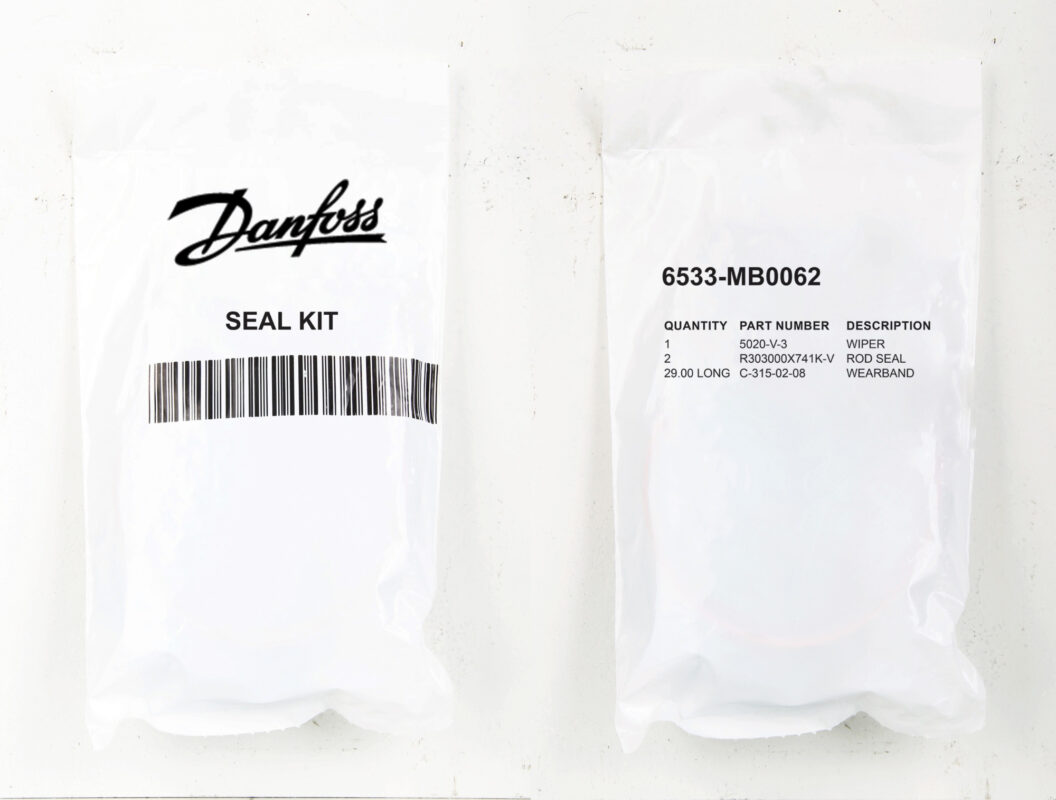 Danfoss
SEAL KIT
6533-MB0062
QUANTITY PART NUMBER DESCRIPTION
1 5020-V-3 WIPER
2 R303000X741K-V ROD SEAL
29.00 LONG C-315-02-08 WEARBAND